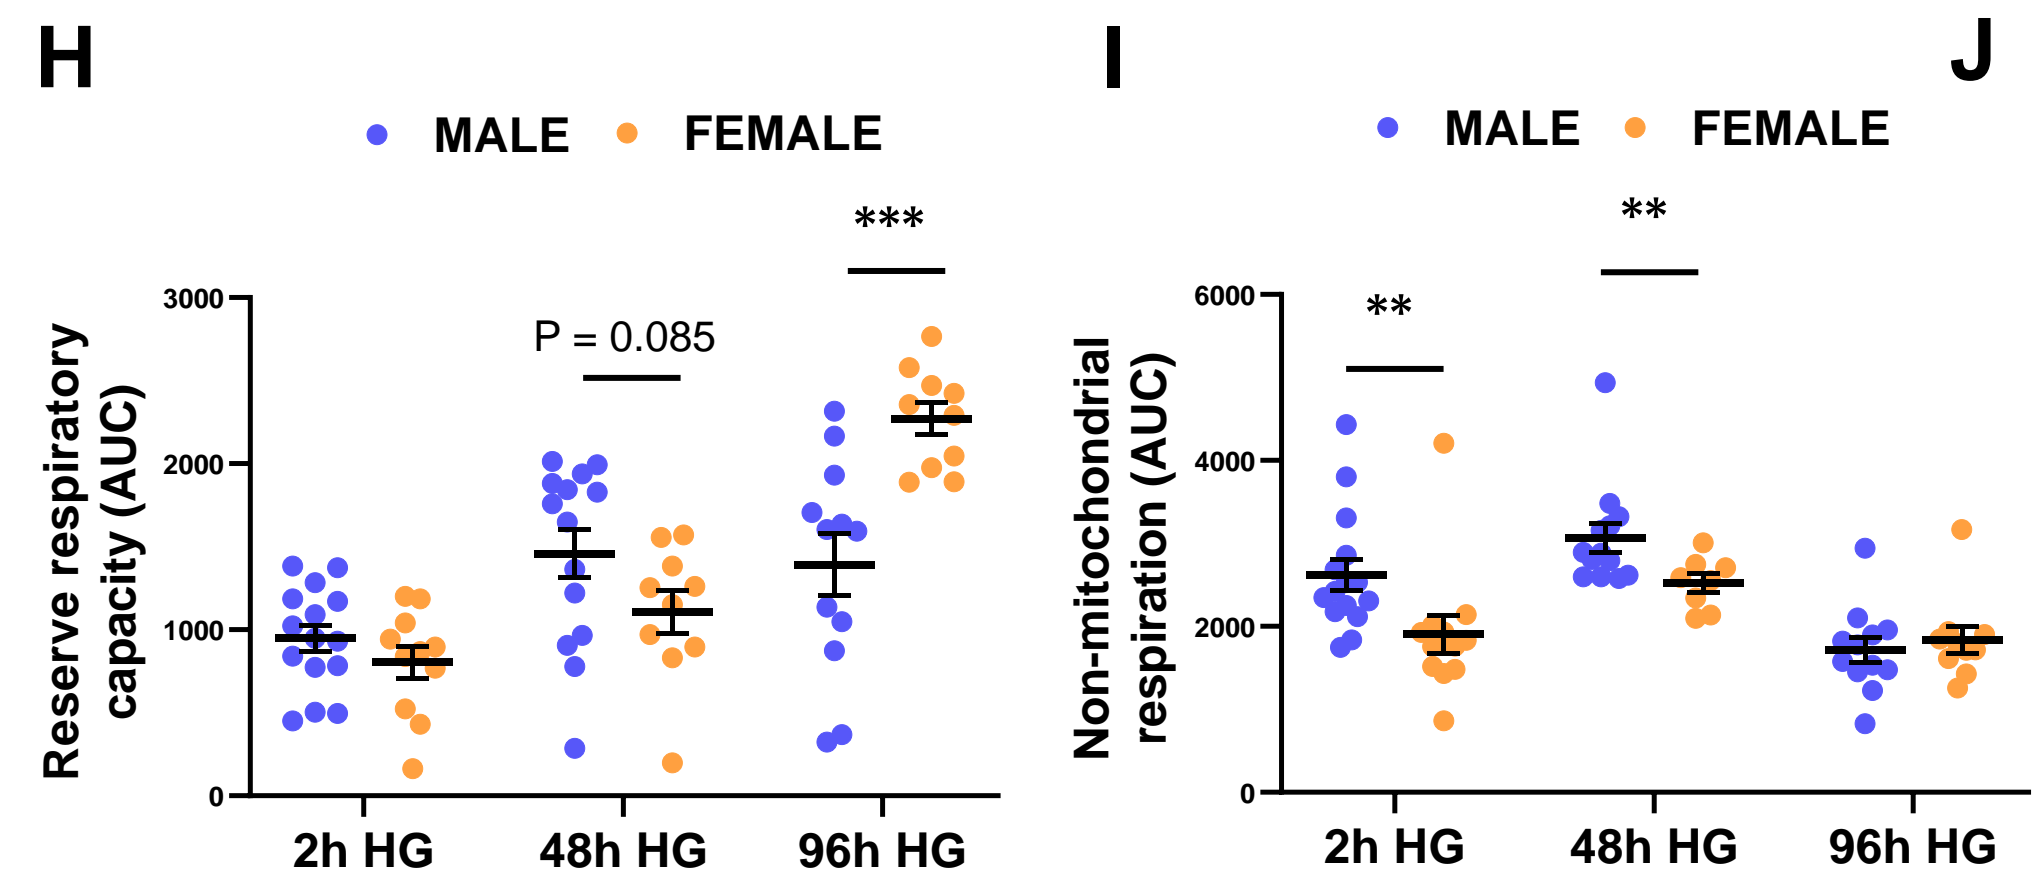 H
MALE FEMALE
***
P = 0.085
3000
2000
1000
0
Reserve respiratory
capacity (AUC)
2h HG 48h HG 96h HG
I
MALE FEMALE
**
**
6000
4000
2000
0
Non-mitochondrial
respiration (AUC)
2h HG 48h HG 96h HG
J